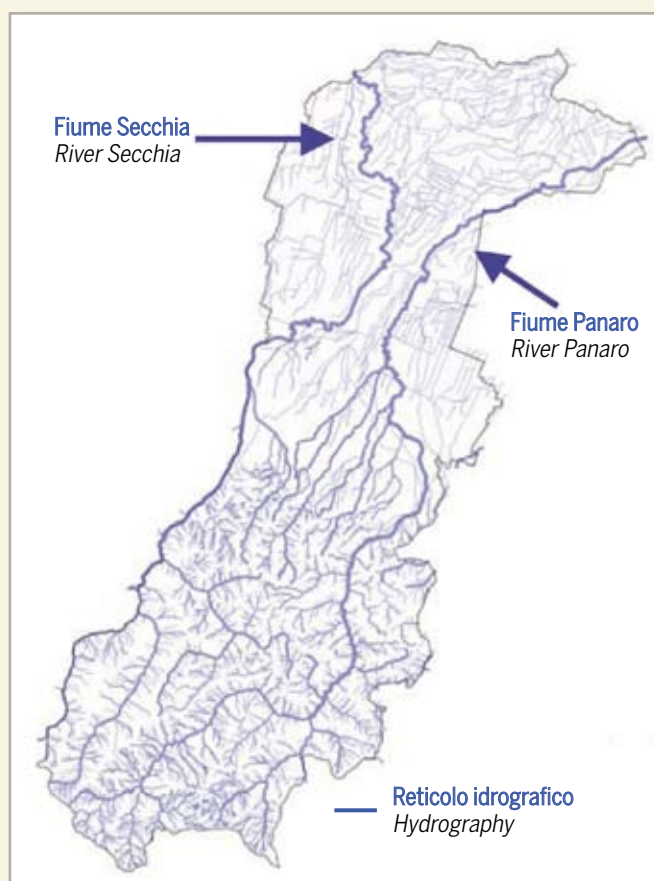 Fiume Secchia
River Secchia
Fiume Panaro
River Panaro
Reticolo idrografico
Hydrography